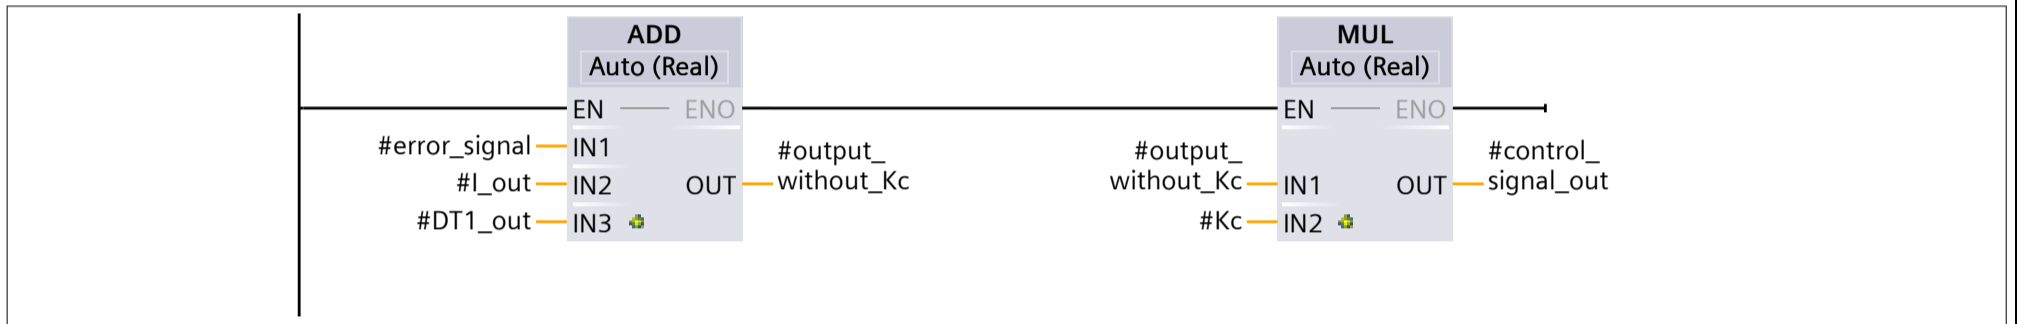 ADD
Auto (Real)
EN ENO
#error_signal IN1
#I_out IN2
#DT1_out IN3
OUT
#output_
without_Kc
MUL
Auto (Real)
EN ENO
#output_
without_Kc IN1
#Kc IN2
OUT
#control_
signal_out